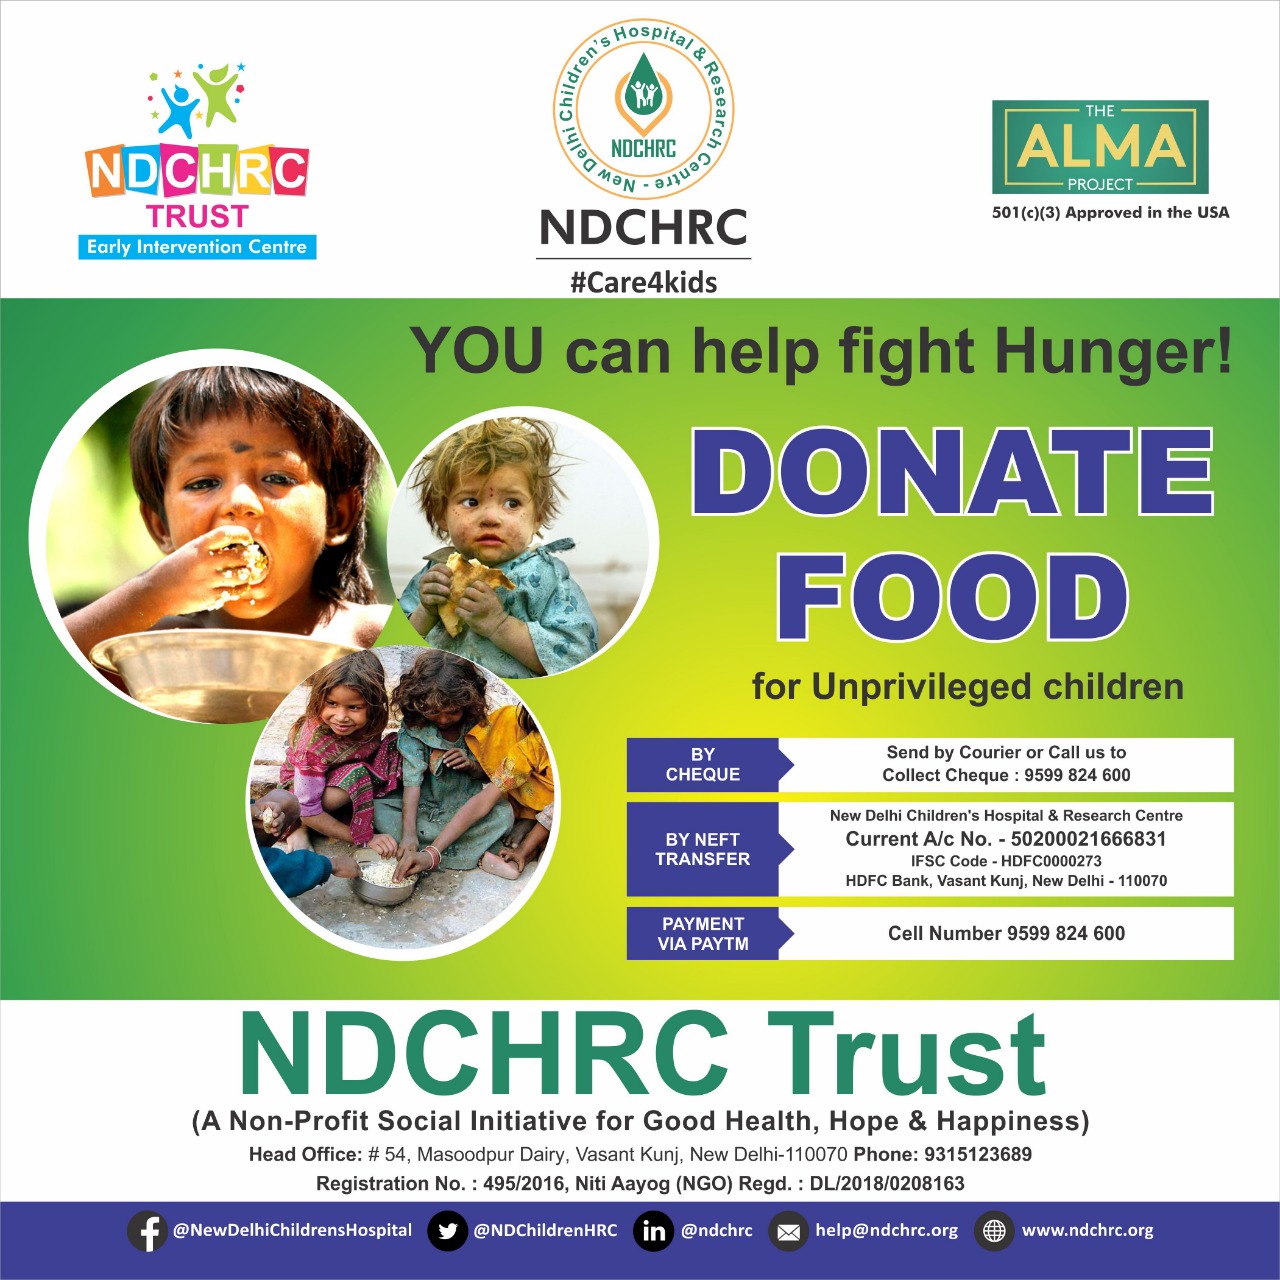 New Delhi Children's Hospital & Research Centre -
NDCHRC
NDCHRC
TRUST
Early Intervention Centre
NDCHRC
#Care4kids
THE
ALMA
PROJECT
501(c)(3) Approved in the USA
YOU can help fight Hunger!
DONATE
FOOD
for Unprivileged children
BY
CHEQUE
Send by Courier or Call us to
Collect Cheque : 9599 824 600
BY NEFT
TRANSFER
New Delhi Children's Hospital & Research Centre
Current A/c No. - 50200021666831
IFSC Code - HDFC0000273
HDFC Bank, Vasant Kunj, New Delhi - 110070
PAYMENT
VIA PAYTM
Cell Number 9599 824 600
NDCHRC Trust
(A Non-Profit Social Initiative for Good Health, Hope & Happiness)
Head Office: # 54, Masoodpur Dairy, Vasant Kunj, New Delhi-110070 Phone: 9315123689
Registration No. : 495/2016, Niti Aayog (NGO) Regd. : DL/2018/0208163
@NewDelhiChildrensHospital @NDChildrenHRC @ndchrc help@ndchrc.org www.ndchrc.org